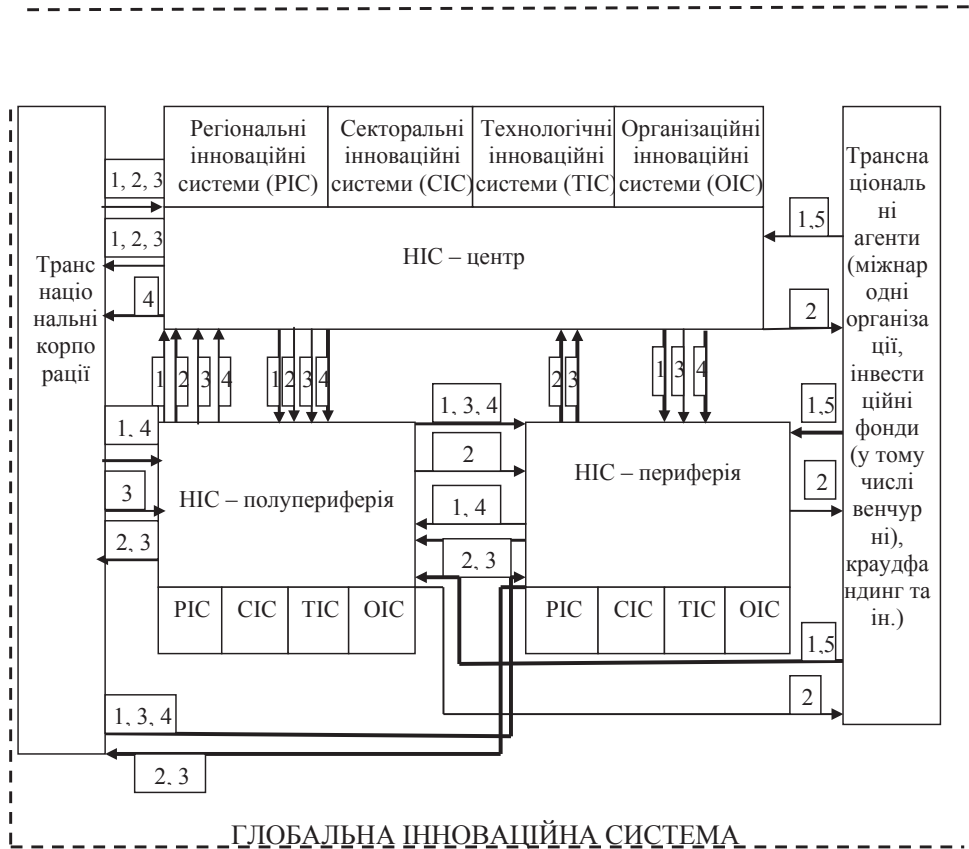 Регіональні
інноваційні
системи (РІС)
Секторальні
інноваційні
системи (СІС)
Технологічні
інноваційні
системи (ТІС)
Організаційні
інноваційні
системи (ОІС)
1, 2, 3
1, 2, 3
4
Транс
націо
нальні
корпо
рації
НІС – центр
1,5
2
Трансна
ціональ
ні
агенти
(міжнар
одні
організа
ції,
інвести
ційні
фонди
(у тому
числі
венчур
ні),
краудфа
ндинг та
ін.)
1
2
3
4
1
2
3
4
2
3
1
3
4
1, 4
3
2, 3
НІС – полупериферія
1, 3, 4
2
1, 4
2, 3
НІС – периферія
1,5
2
РІС
СІС
ТІС
ОІС
РІС
СІС
ТІС
ОІС
1,5
2
1, 3, 4
2, 3
ГЛОБАЛЬНА ІННОВАЦІЙНА СИСТЕМА